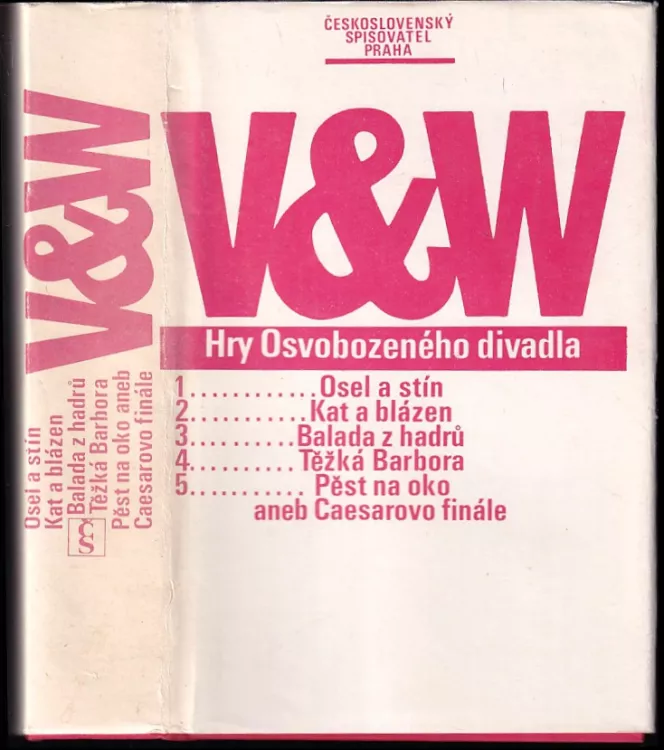 ČESKOSLOVENSKÝ
SPISOVATEL
PRAHA
V&W
Hry Osvobozeného divadla
1............Osel a stín
2...........Kat a blázen
3..........Balada z hadrů
4..........Těžká Barbora
5........... Pěst na oko
aneb Caesarovo finále
V&W
Osel a stín
Kat a blázen
Balada z hadrů
Těžká Barbora
Pěst na oko aneb
Caesarovo finále